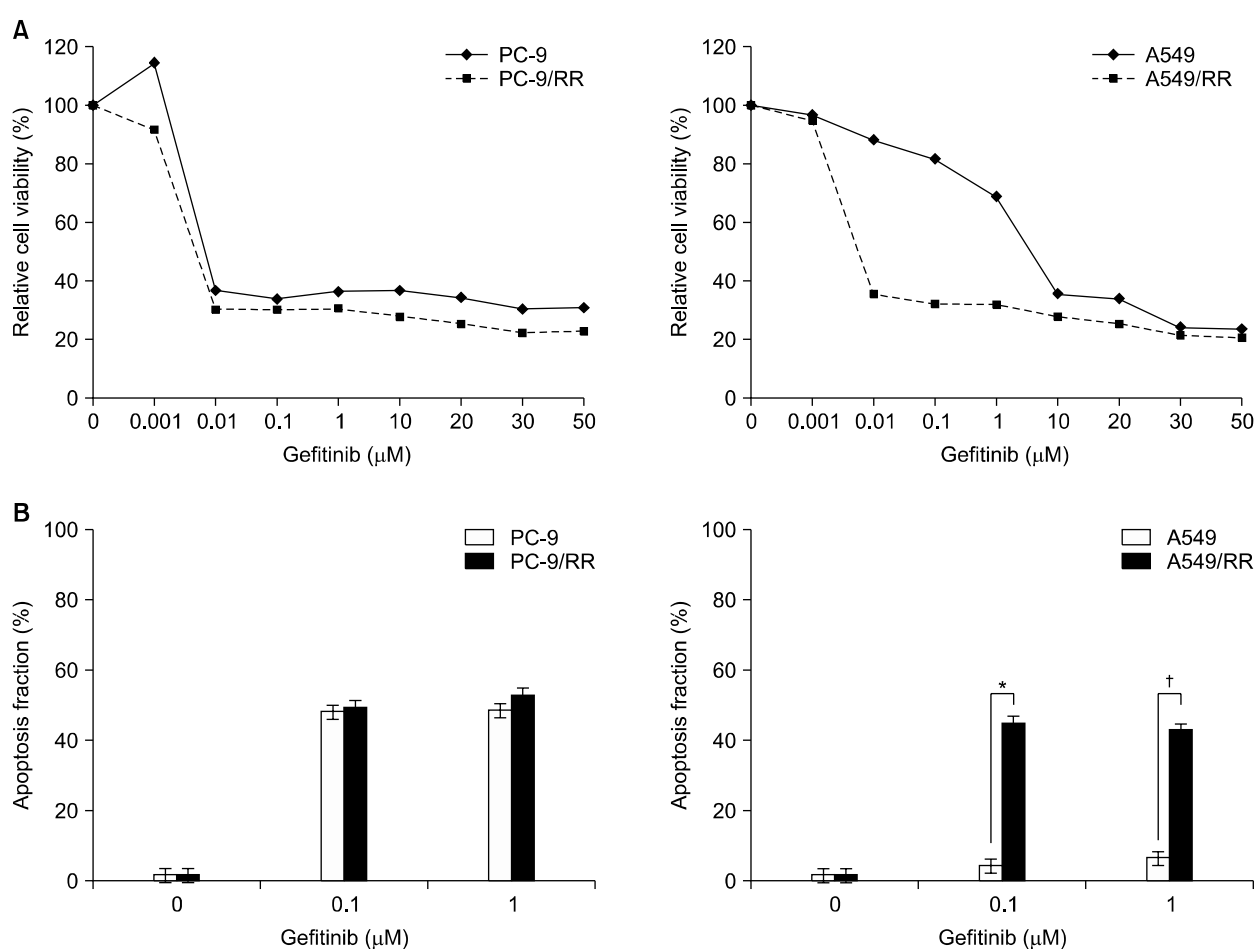 A
PC-9
PC-9/RR
Relative cell viability (%)
120
100
80
60
40
20
0
0 0.001 0.01 0.1 1 10 20 30 50
Gefitinib (μM)
A549
A549/RR
Relative cell viability (%)
120
100
80
60
40
20
0
0 0.001 0.01 0.1 1 10 20 30 50
Gefitinib (μM)
B
PC-9
PC-9/RR
Apoptosis fraction (%)
100
80
60
40
20
0
0 0.1 1
Gefitinib (μM)
A549
A549/RR
Apoptosis fraction (%)
100
80
60
40
20
0
* †
0 0.1 1
Gefitinib (μM)